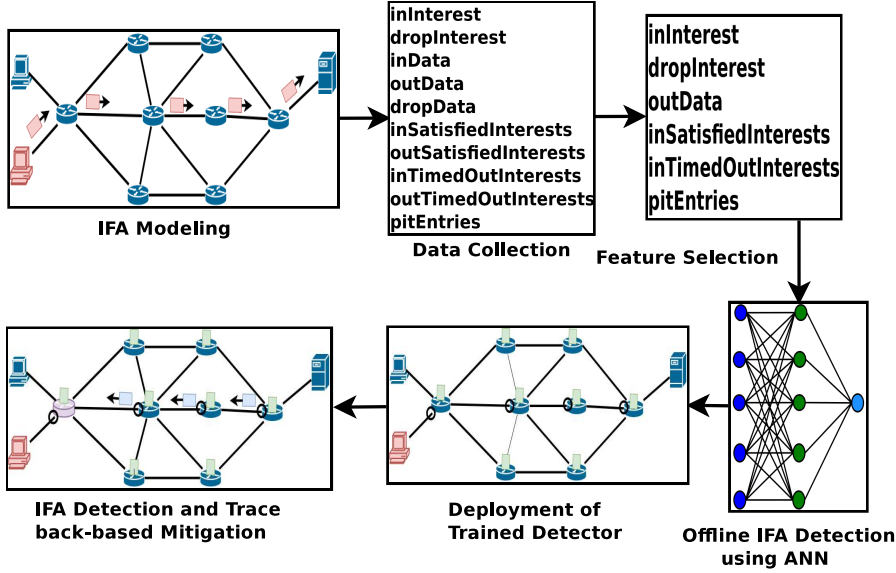 IFA Modeling
inInterest
dropInterest
inData
outData
dropData
inSatisfiedInterests
outSatisfiedInterests
inTimedOutInterests
outTimedOutInterests
pitEntries
Data Collection
inInterest
dropInterest
outData
inSatisfiedInterests
inTimedOutInterests
pitEntries
Feature Selection
Offline IFA Detection
using ANN
Deployment of
Trained Detector
IFA Detection and Trace
back-based Mitigation